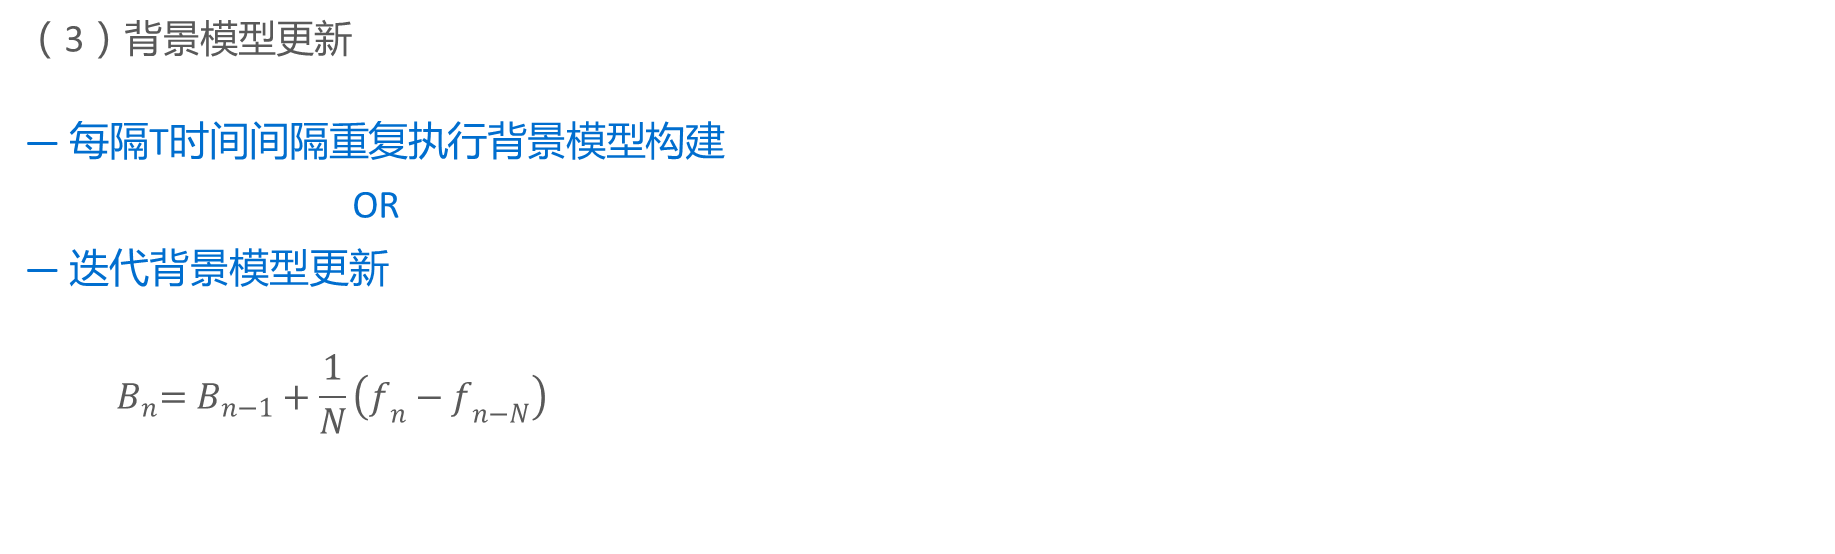 （3）背景模型更新
— 每隔T时间间隔重复执行背景模型构建
OR
— 迭代背景模型更新
$B_n = B_{n-1} + \frac{1}{N}(f_n - f_{n-N})$